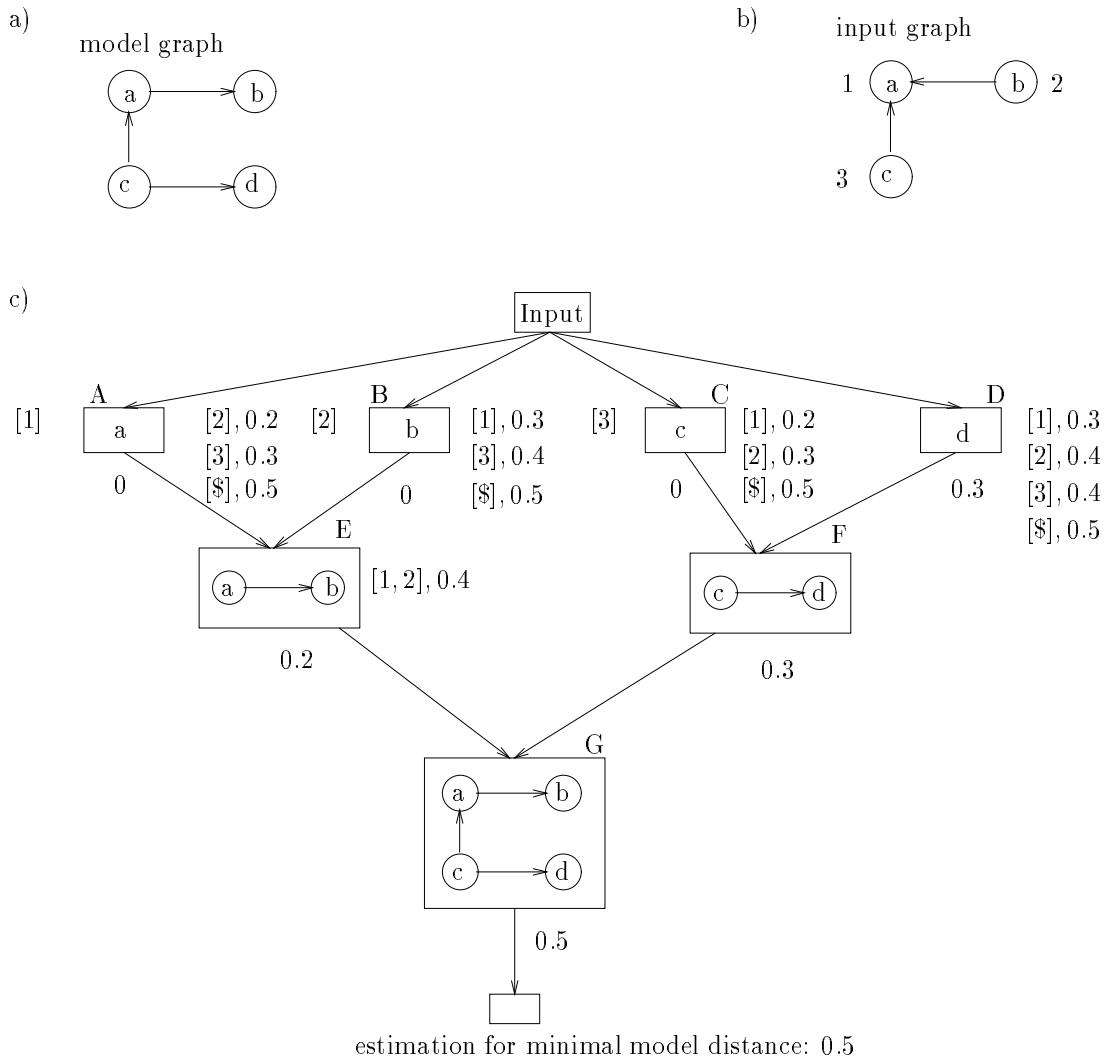 a)
b)
model graph
input graph
a
b
1
a
b
2
c
d
3
c
c)
Input
A
B
C
D
[1]
a
[2],0.2
[3],0.3
[$],0.5
0
[2]
b
[1],0.3
[3],0.4
[$],0.5
0
[3]
c
[1],0.2
[2],0.3
[$],0.5
0
d
[1],0.3
[2],0.4
[3],0.4
[$],0.5
0.3
E
a
b
[1,2],0.4
0.2
F
c
d
0.3
G
a
b
c
d
0.5
estimation for minimal model distance: 0.5